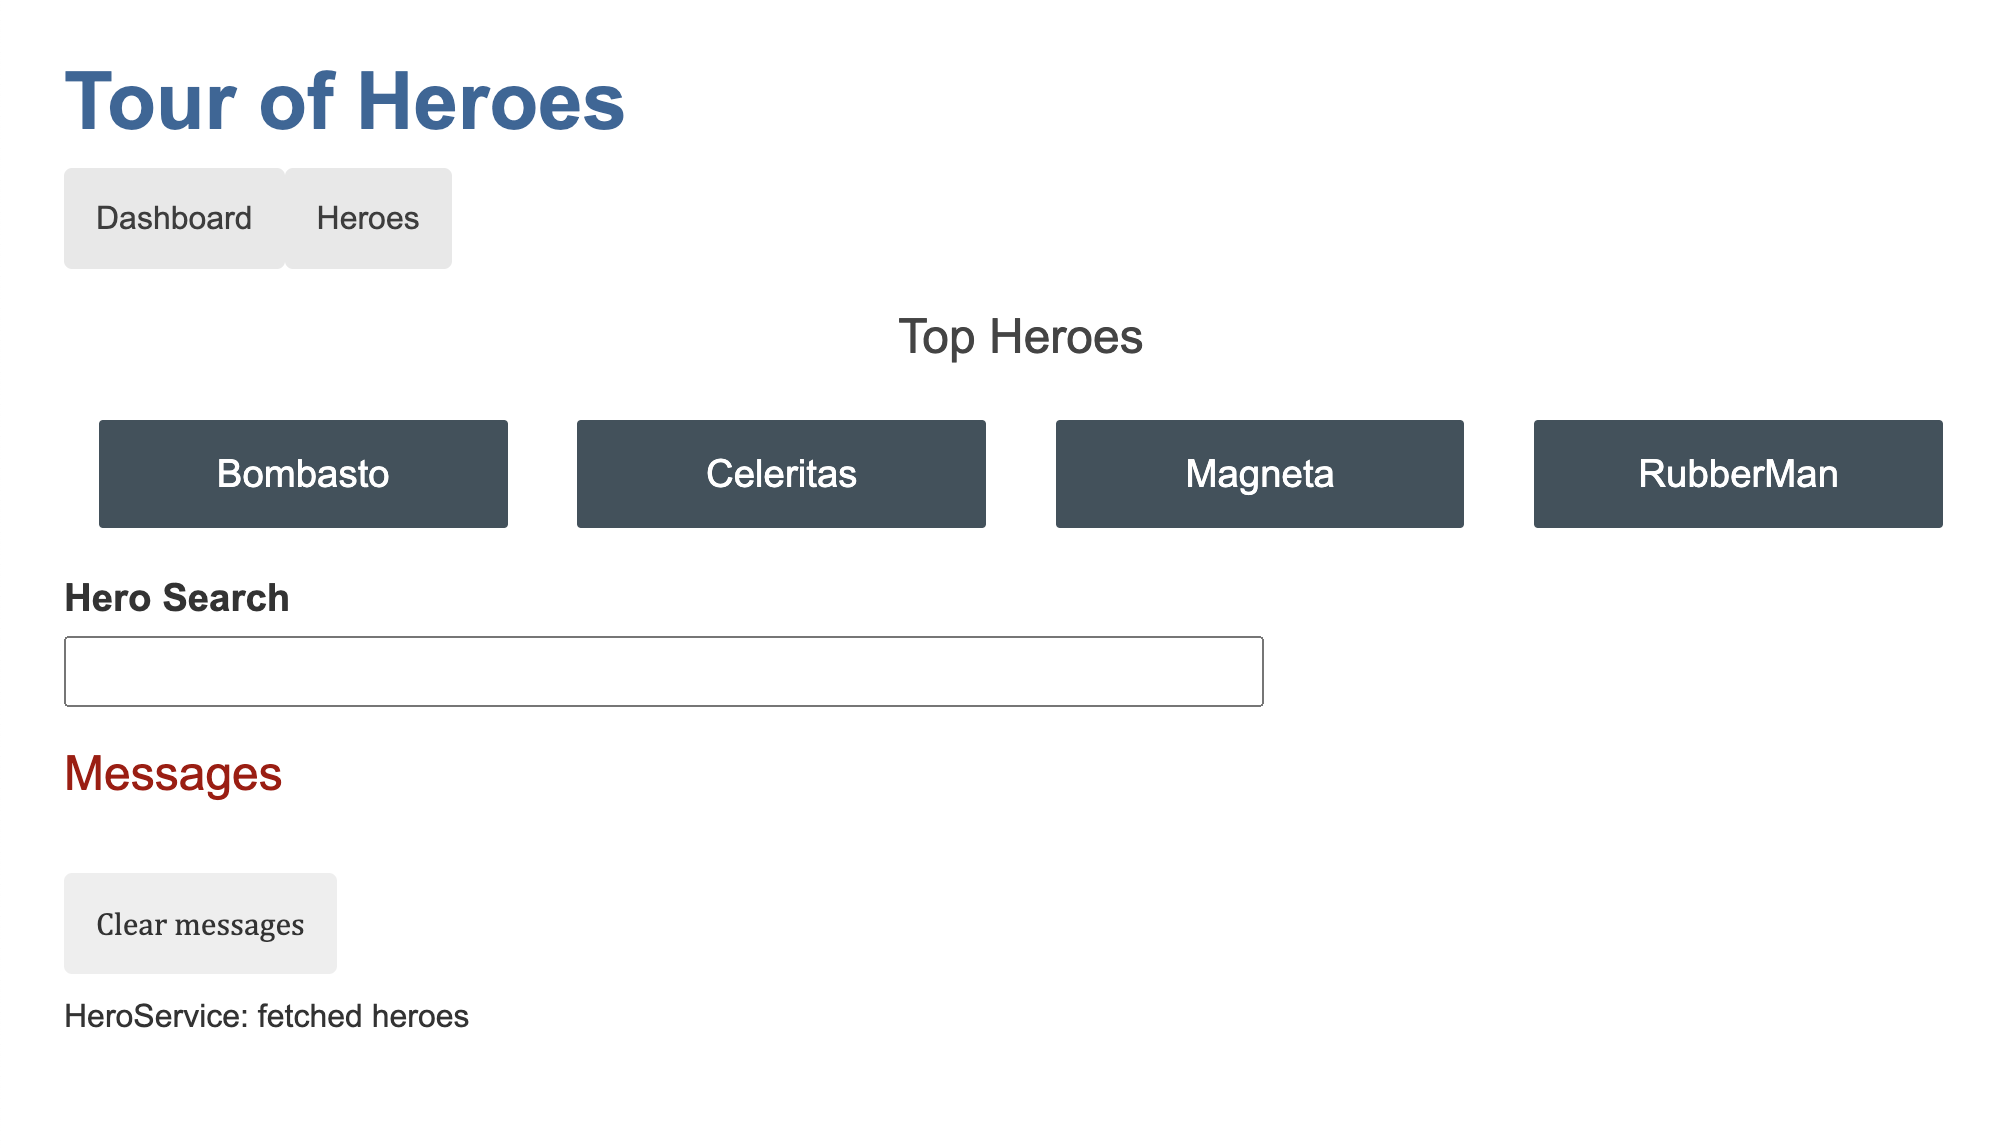 Tour of Heroes
Dashboard Heroes
Top Heroes
Bombasto Celeritas Magneta RubberMan
Hero Search
Messages
Clear messages
HeroService: fetched heroes